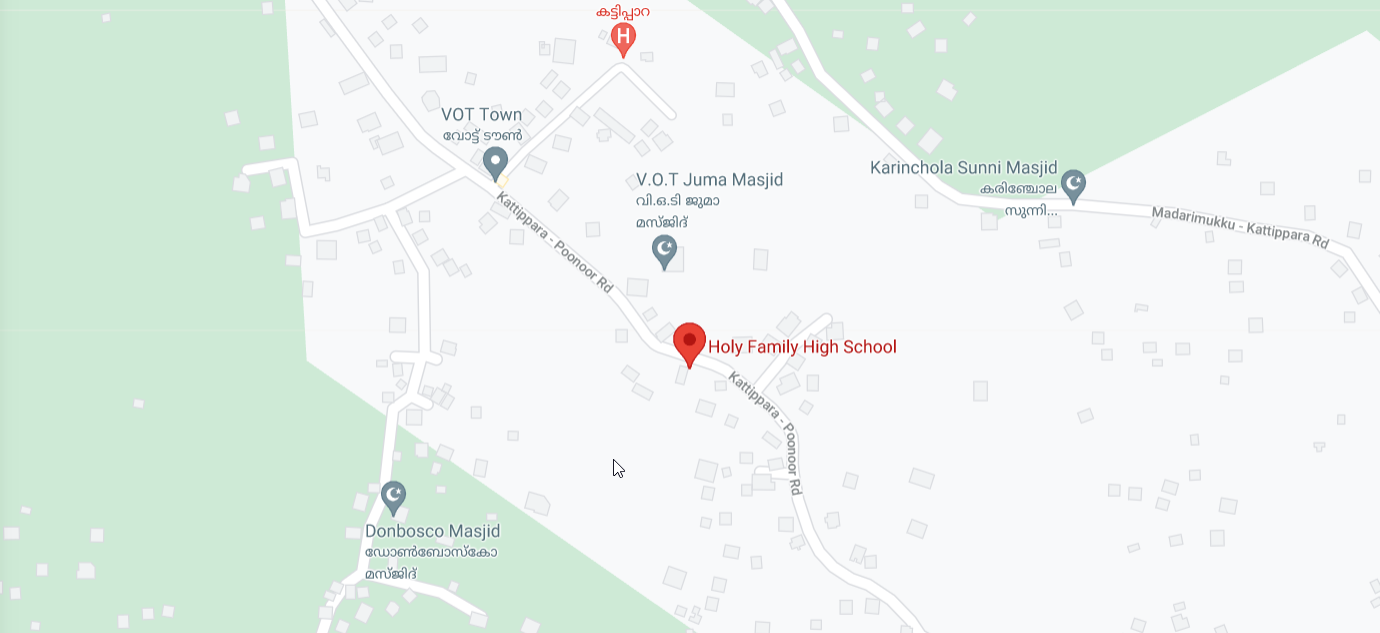 കട്ടിപ്പാറ
H
VOT Town
വോട്ട് ടൗൺ
Karinchola Sunni Masjid
കരിഞ്ചോല
സുന്നി...
V.O.T Juma Masjid
വി.ഒ.ടി ജുമാ
മസ്ജിദ്
Madarimukku - Kattippara Rd
Kattippara - Poonoor Rd
Holy Family High School
Kattippara - Poonoor Rd
Donbosco Masjid
ഡോൺബോസ്കോ
മസ്ജിദ്